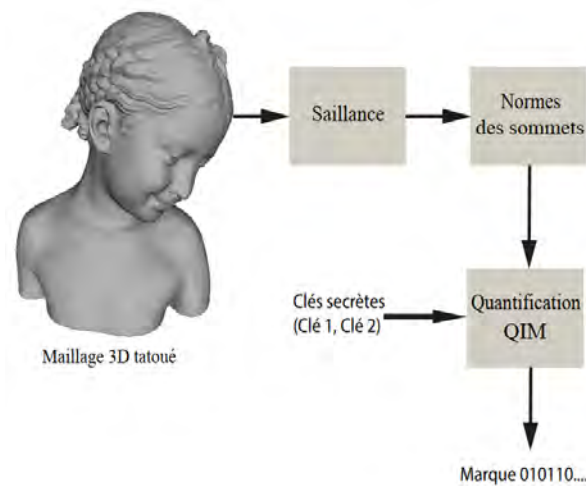 Saillance
Normes
des sommets
Clés secrètes
(Clé 1, Clé 2)
Quantification
QIM
Maillage 3D tatoué
Marque 010110....